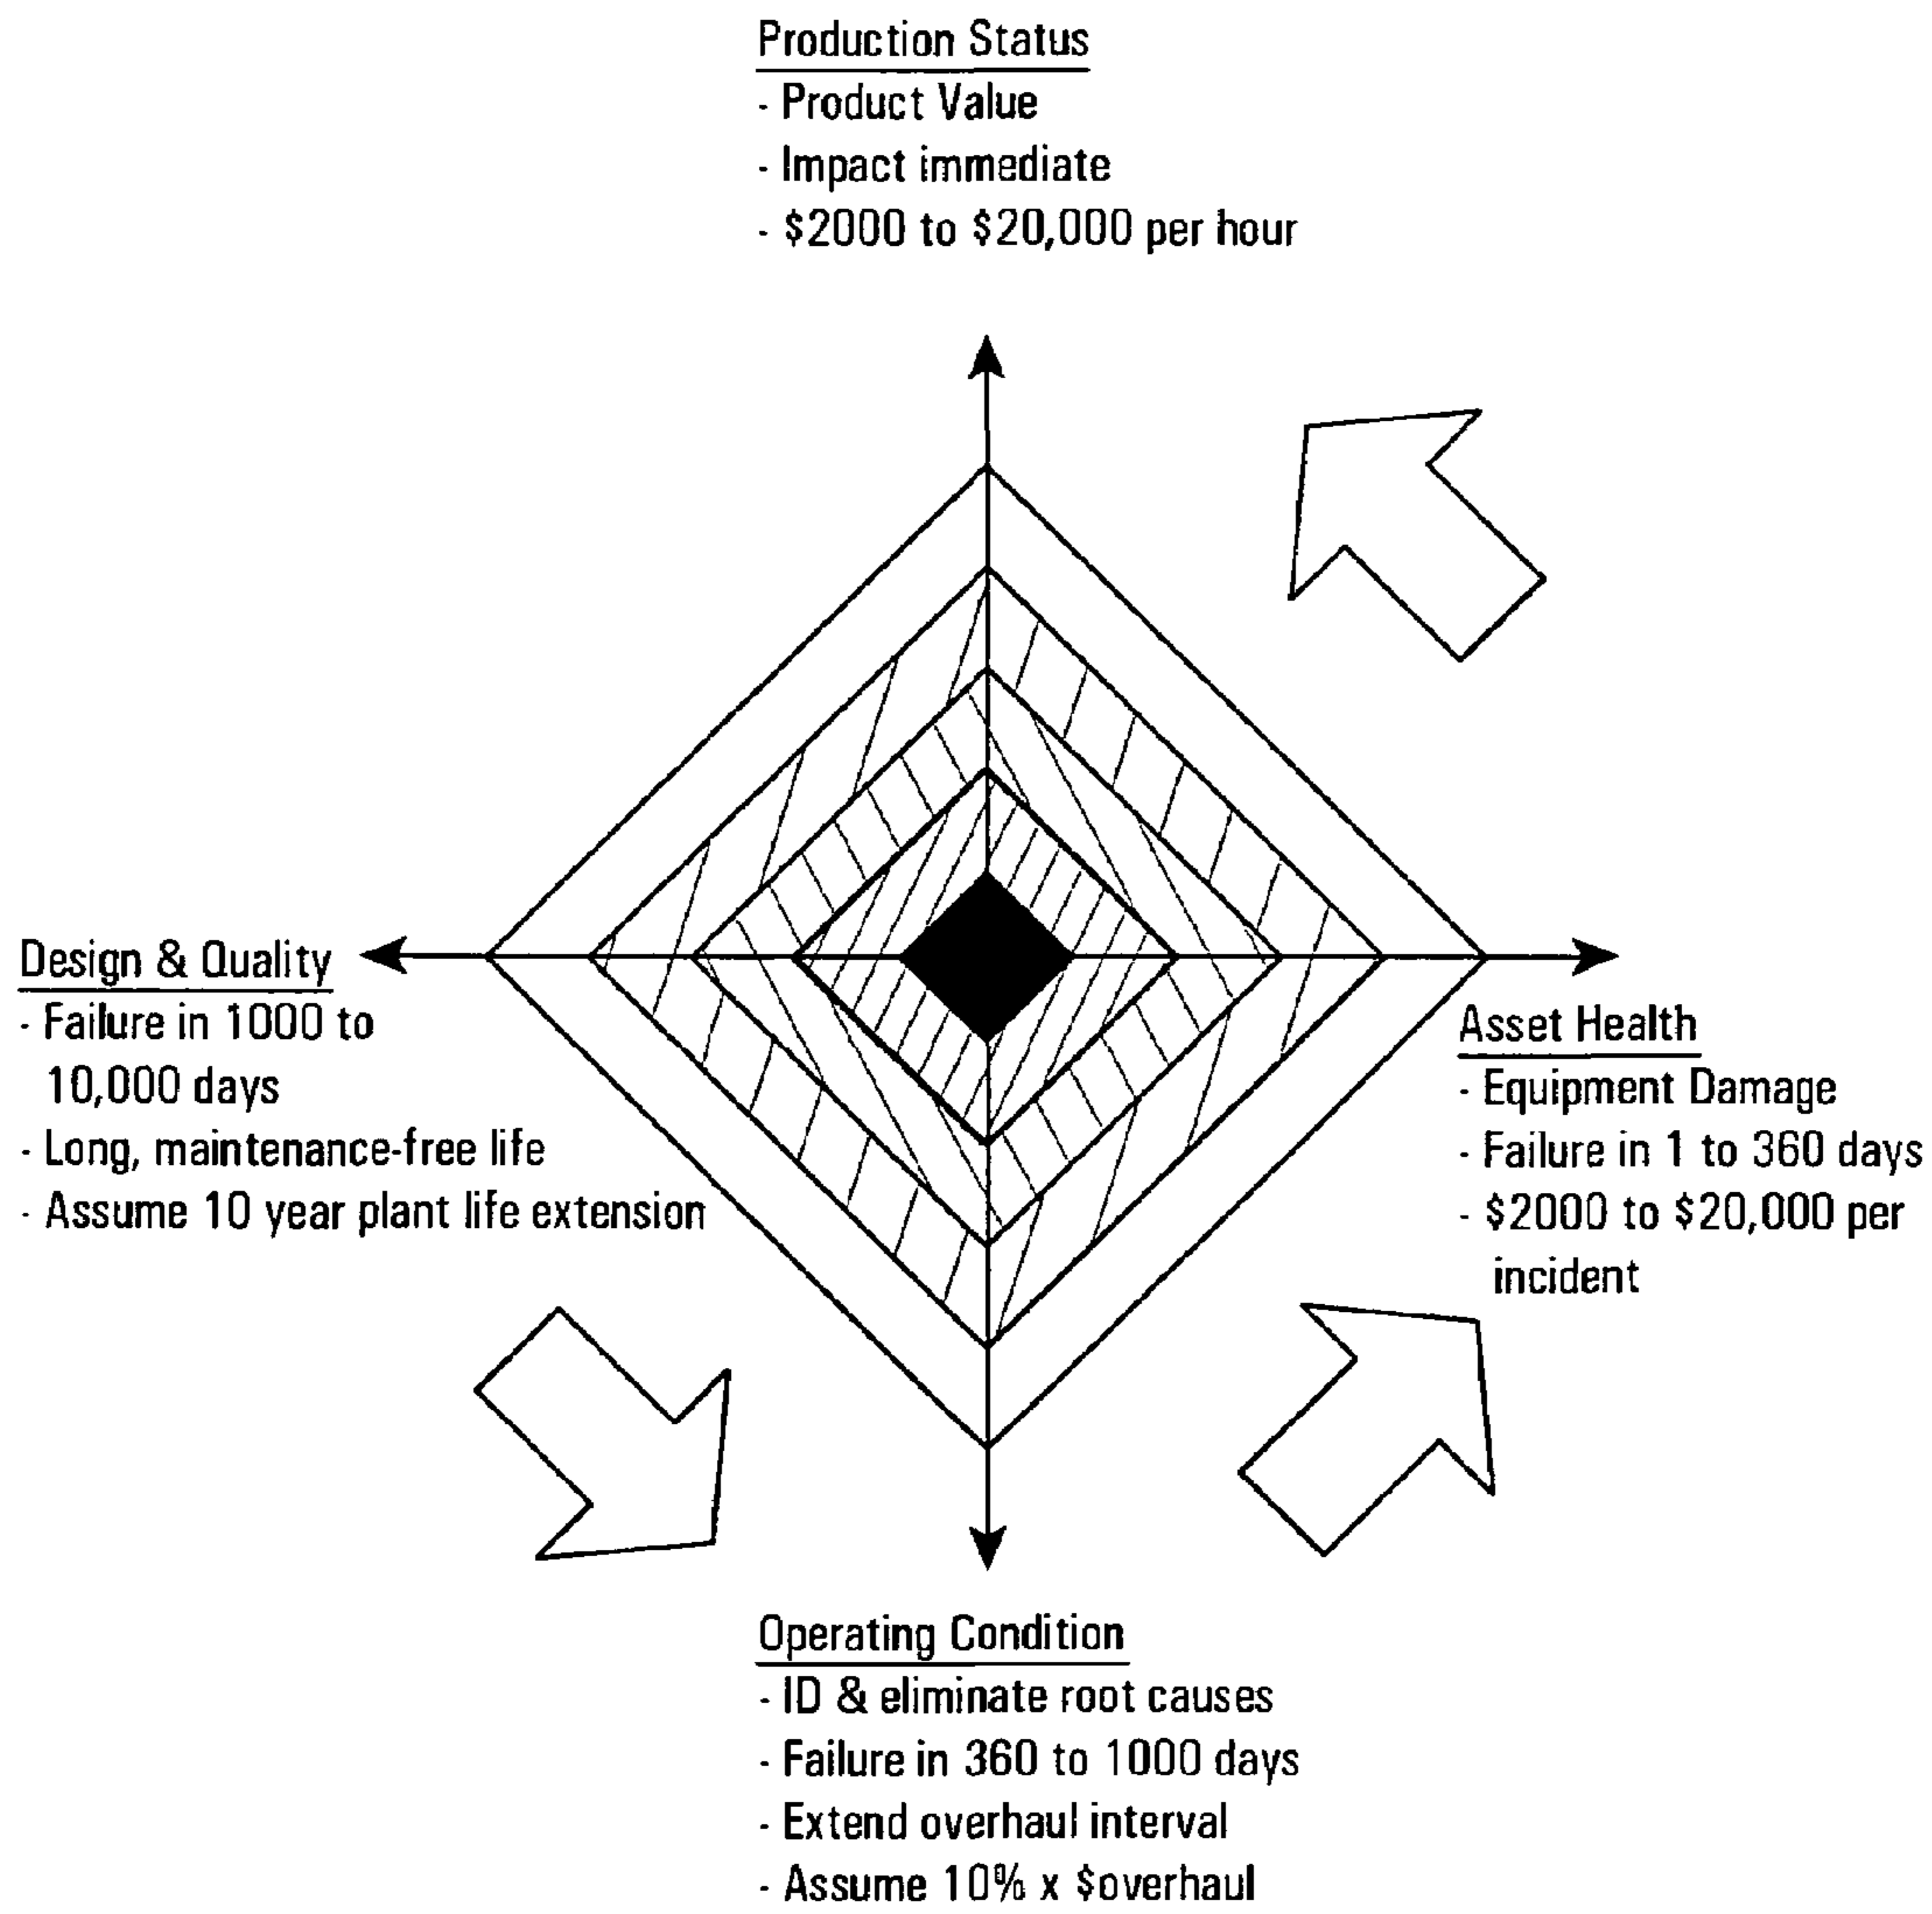 Production Status
- Product Value
- Impact immediate
- $2000 to $20,000 per hour
Design & Quality
- Failure in 1000 to
10,000 days
- Long, maintenance-free life
- Assume 10 year plant life extension
Asset Health
- Equipment Damage
- Failure in 1 to 360 days
- $2000 to $20,000 per
incident
Operating Condition
- ID & eliminate root causes
- Failure in 360 to 1000 days
- Extend overhaul interval
- Assume 10% x $overhaul